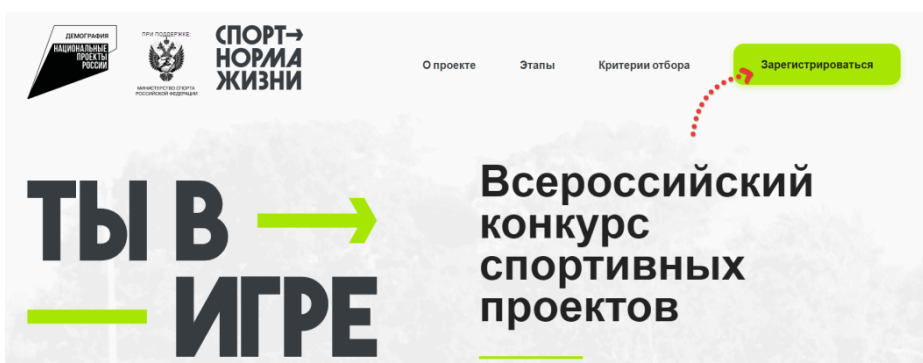 ДЕМОГРАФИЯ
НАЦИОНАЛЬНЫЕ
ПРОЕКТЫ
РОССИИ
ПРИ ПОДДЕРЖКЕ:
МИНИСТЕРСТВО СПОРТА
РОССИЙСКОЙ ФЕДЕРАЦИИ
СПОРТ→
НОРМА
ЖИЗНИ
О проекте
Этапы
Критерии отбора
Зарегистрироваться
ТЫ В
ИГРЕ
Всероссийский
конкурс
спортивных
проектов